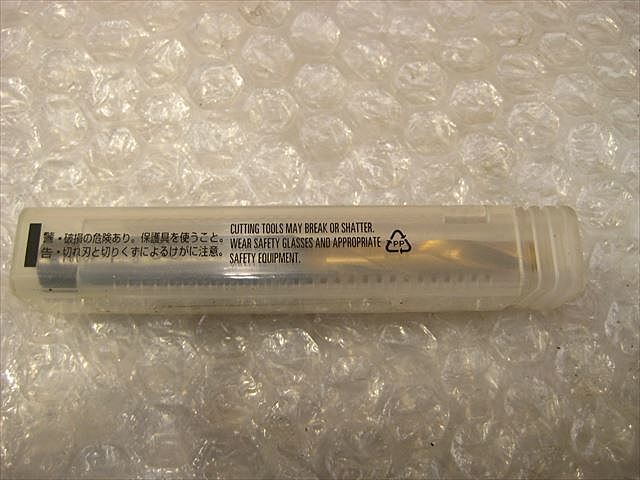 警・破損の危険あり。保護具を使うこと。
告・切れ刃と切りくずによるけがに注意。
CUTTING TOOLS MAY BREAK OR SHATTER.
WEAR SAFETY GLASSES AND APPROPRIATE
SAFETY EQUIPMENT.
PP